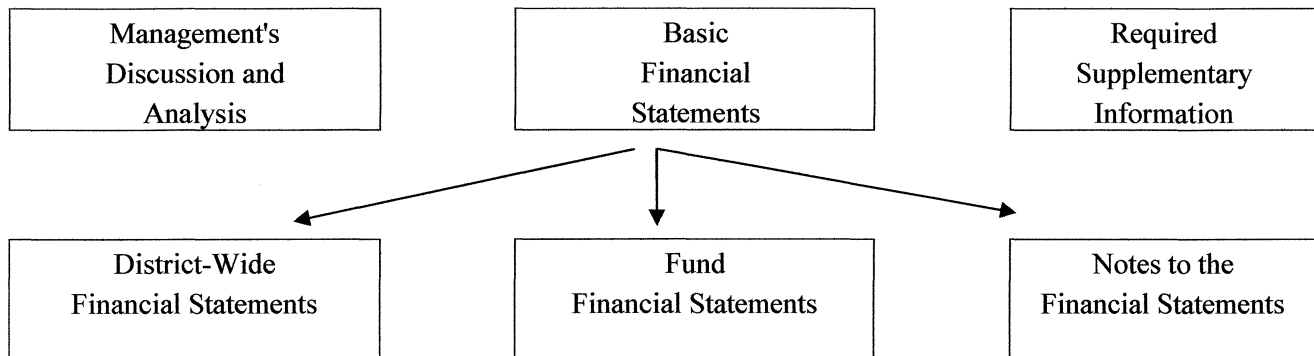 Management's
Discussion and
Analysis
Basic
Financial
Statements
Required
Supplementary
Information
District-Wide
Financial Statements
Fund
Financial Statements
Notes to the
Financial Statements